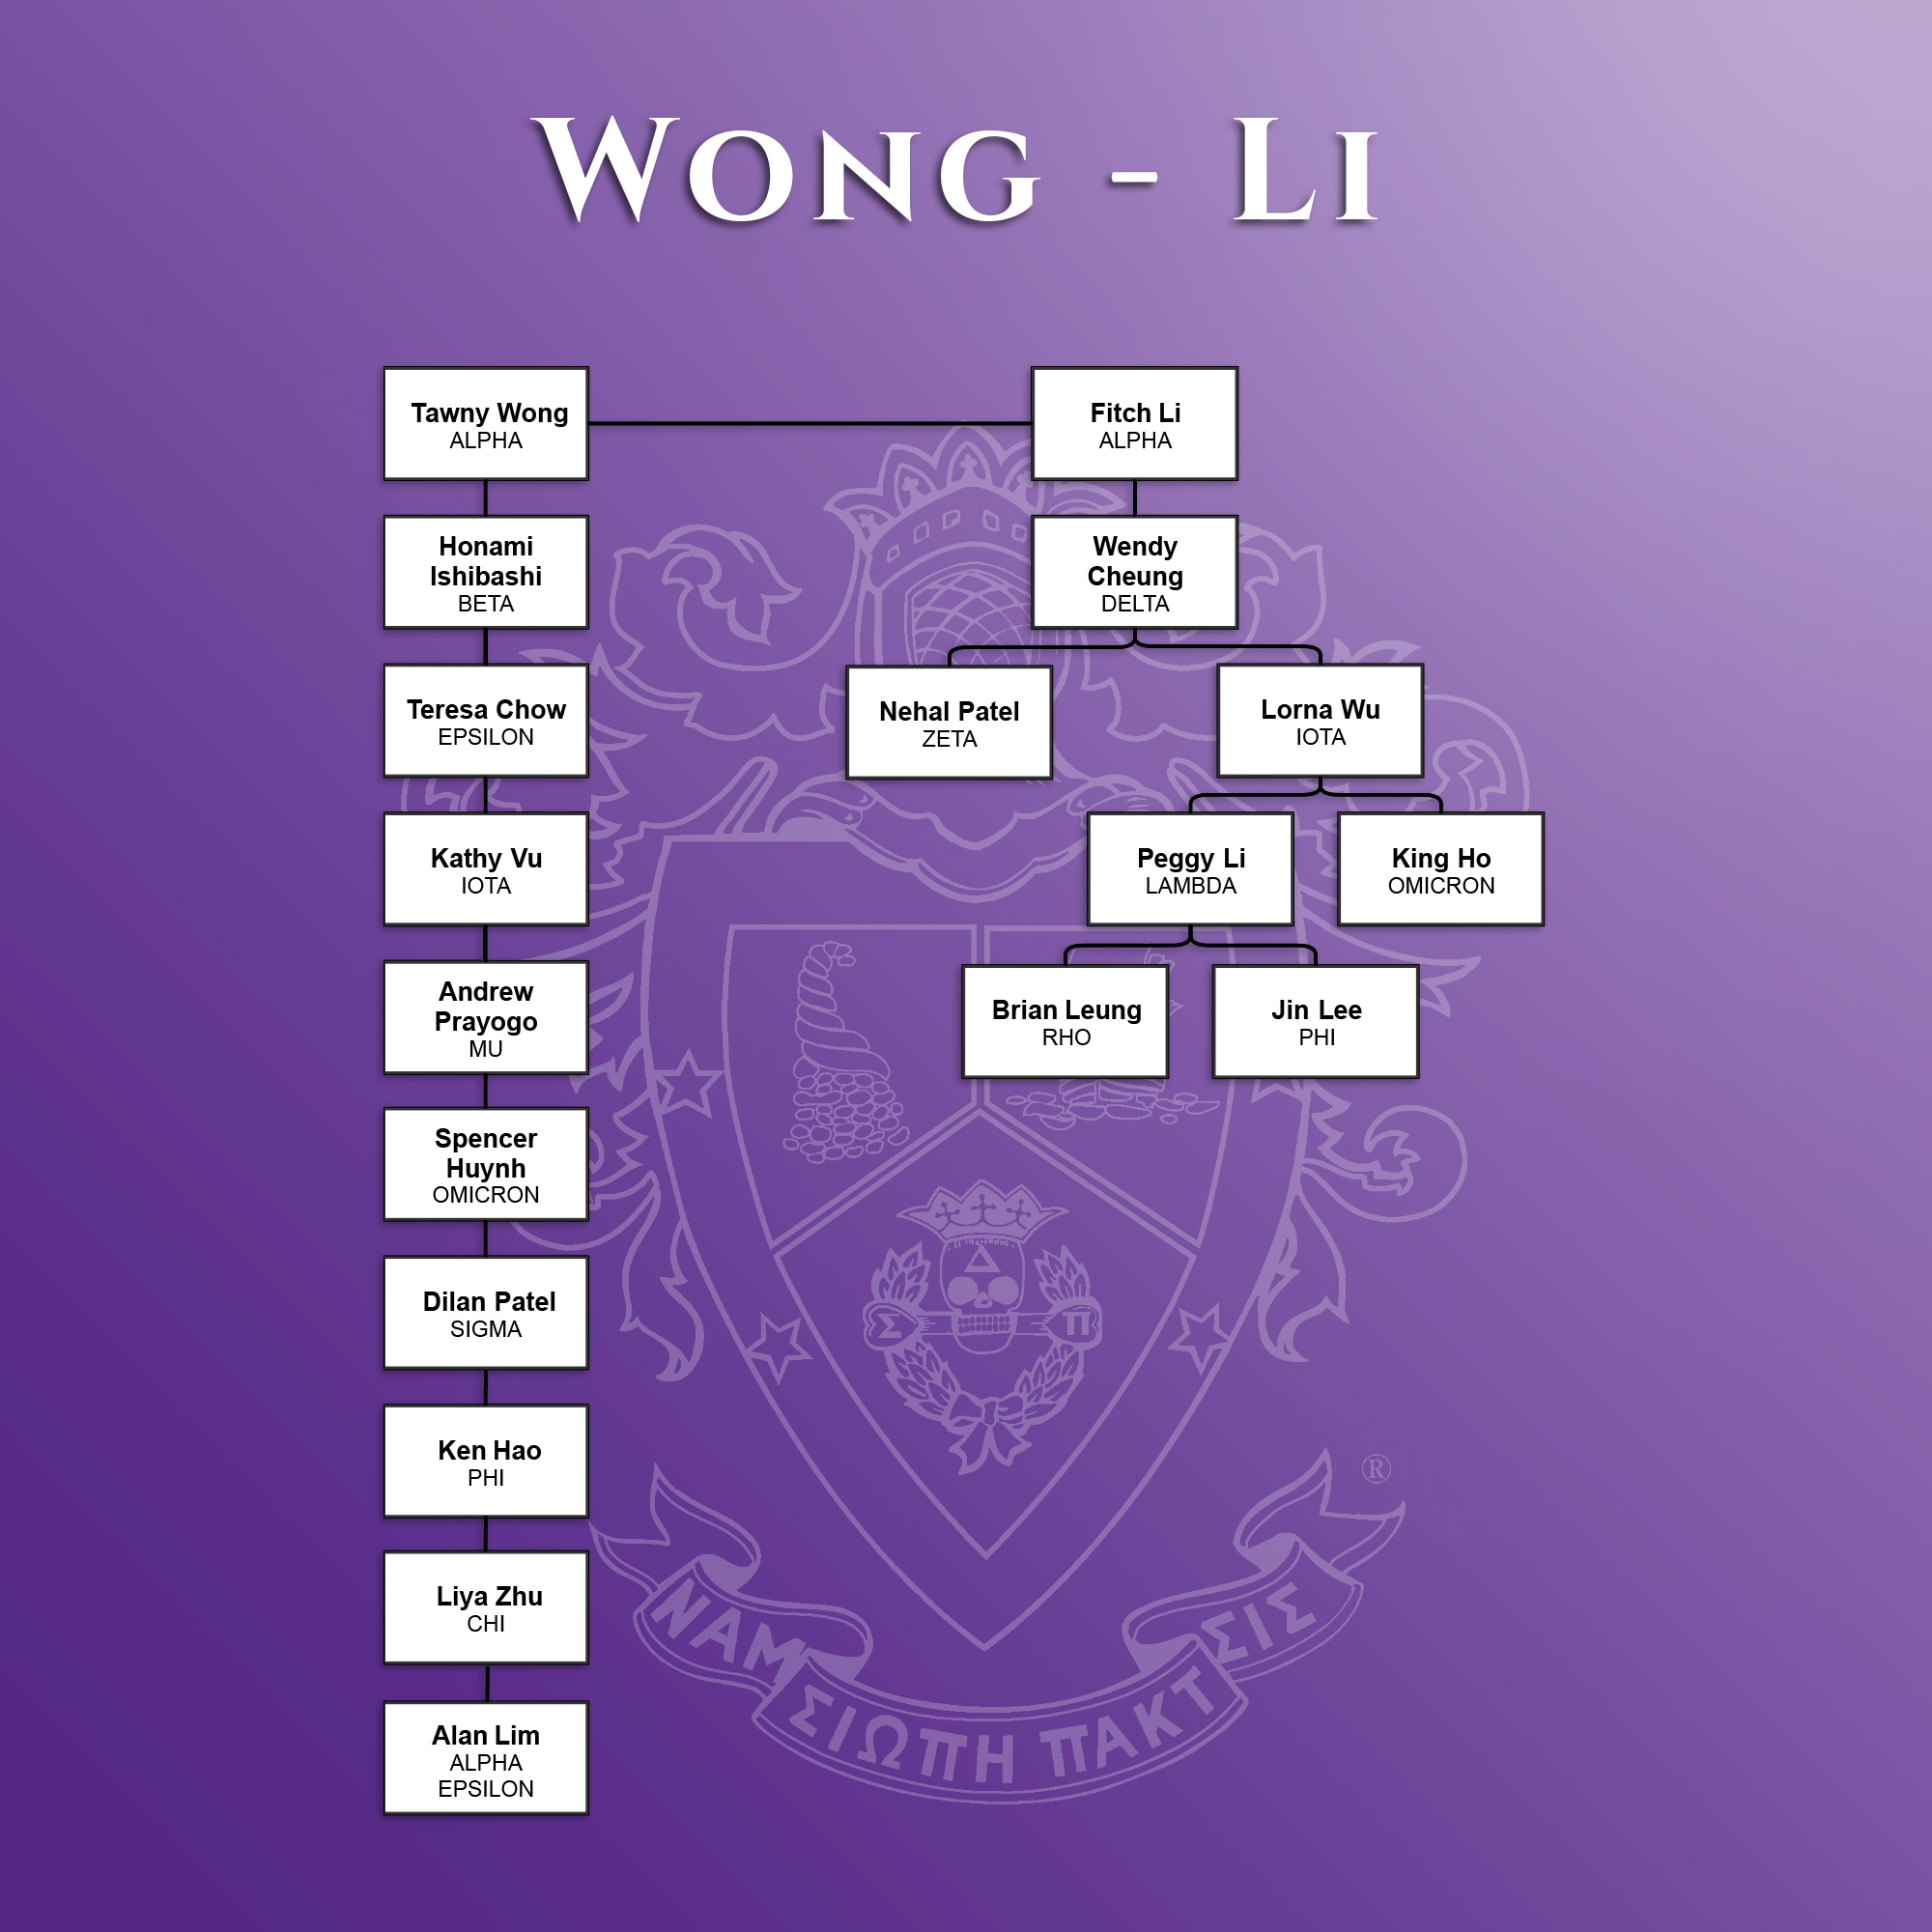 WONG - LI
Tawny Wong
ALPHA
Fitch Li
ALPHA
Honami
Ishibashi
BETA
Wendy
Cheung
DELTA
Teresa Chow
EPSILON
Nehal Patel
ZETA
Lorna Wu
IOTA
Kathy Vu
IOTA
Peggy Li
LAMBDA
King Ho
OMICRON
Andrew
Prayogo
MU
Brian Leung
RHO
Jin Lee
PHI
Spencer
Huynh
OMICRON
Dilan Patel
SIGMA
Δ
Σ Π
Ken Hao
PHI
®
Liya Zhu
CHI
ΝΑΜ ΣΙΩΠΗ ΠΑΚΤ ΣΙΣ
Alan Lim
ALPHA
EPSILON